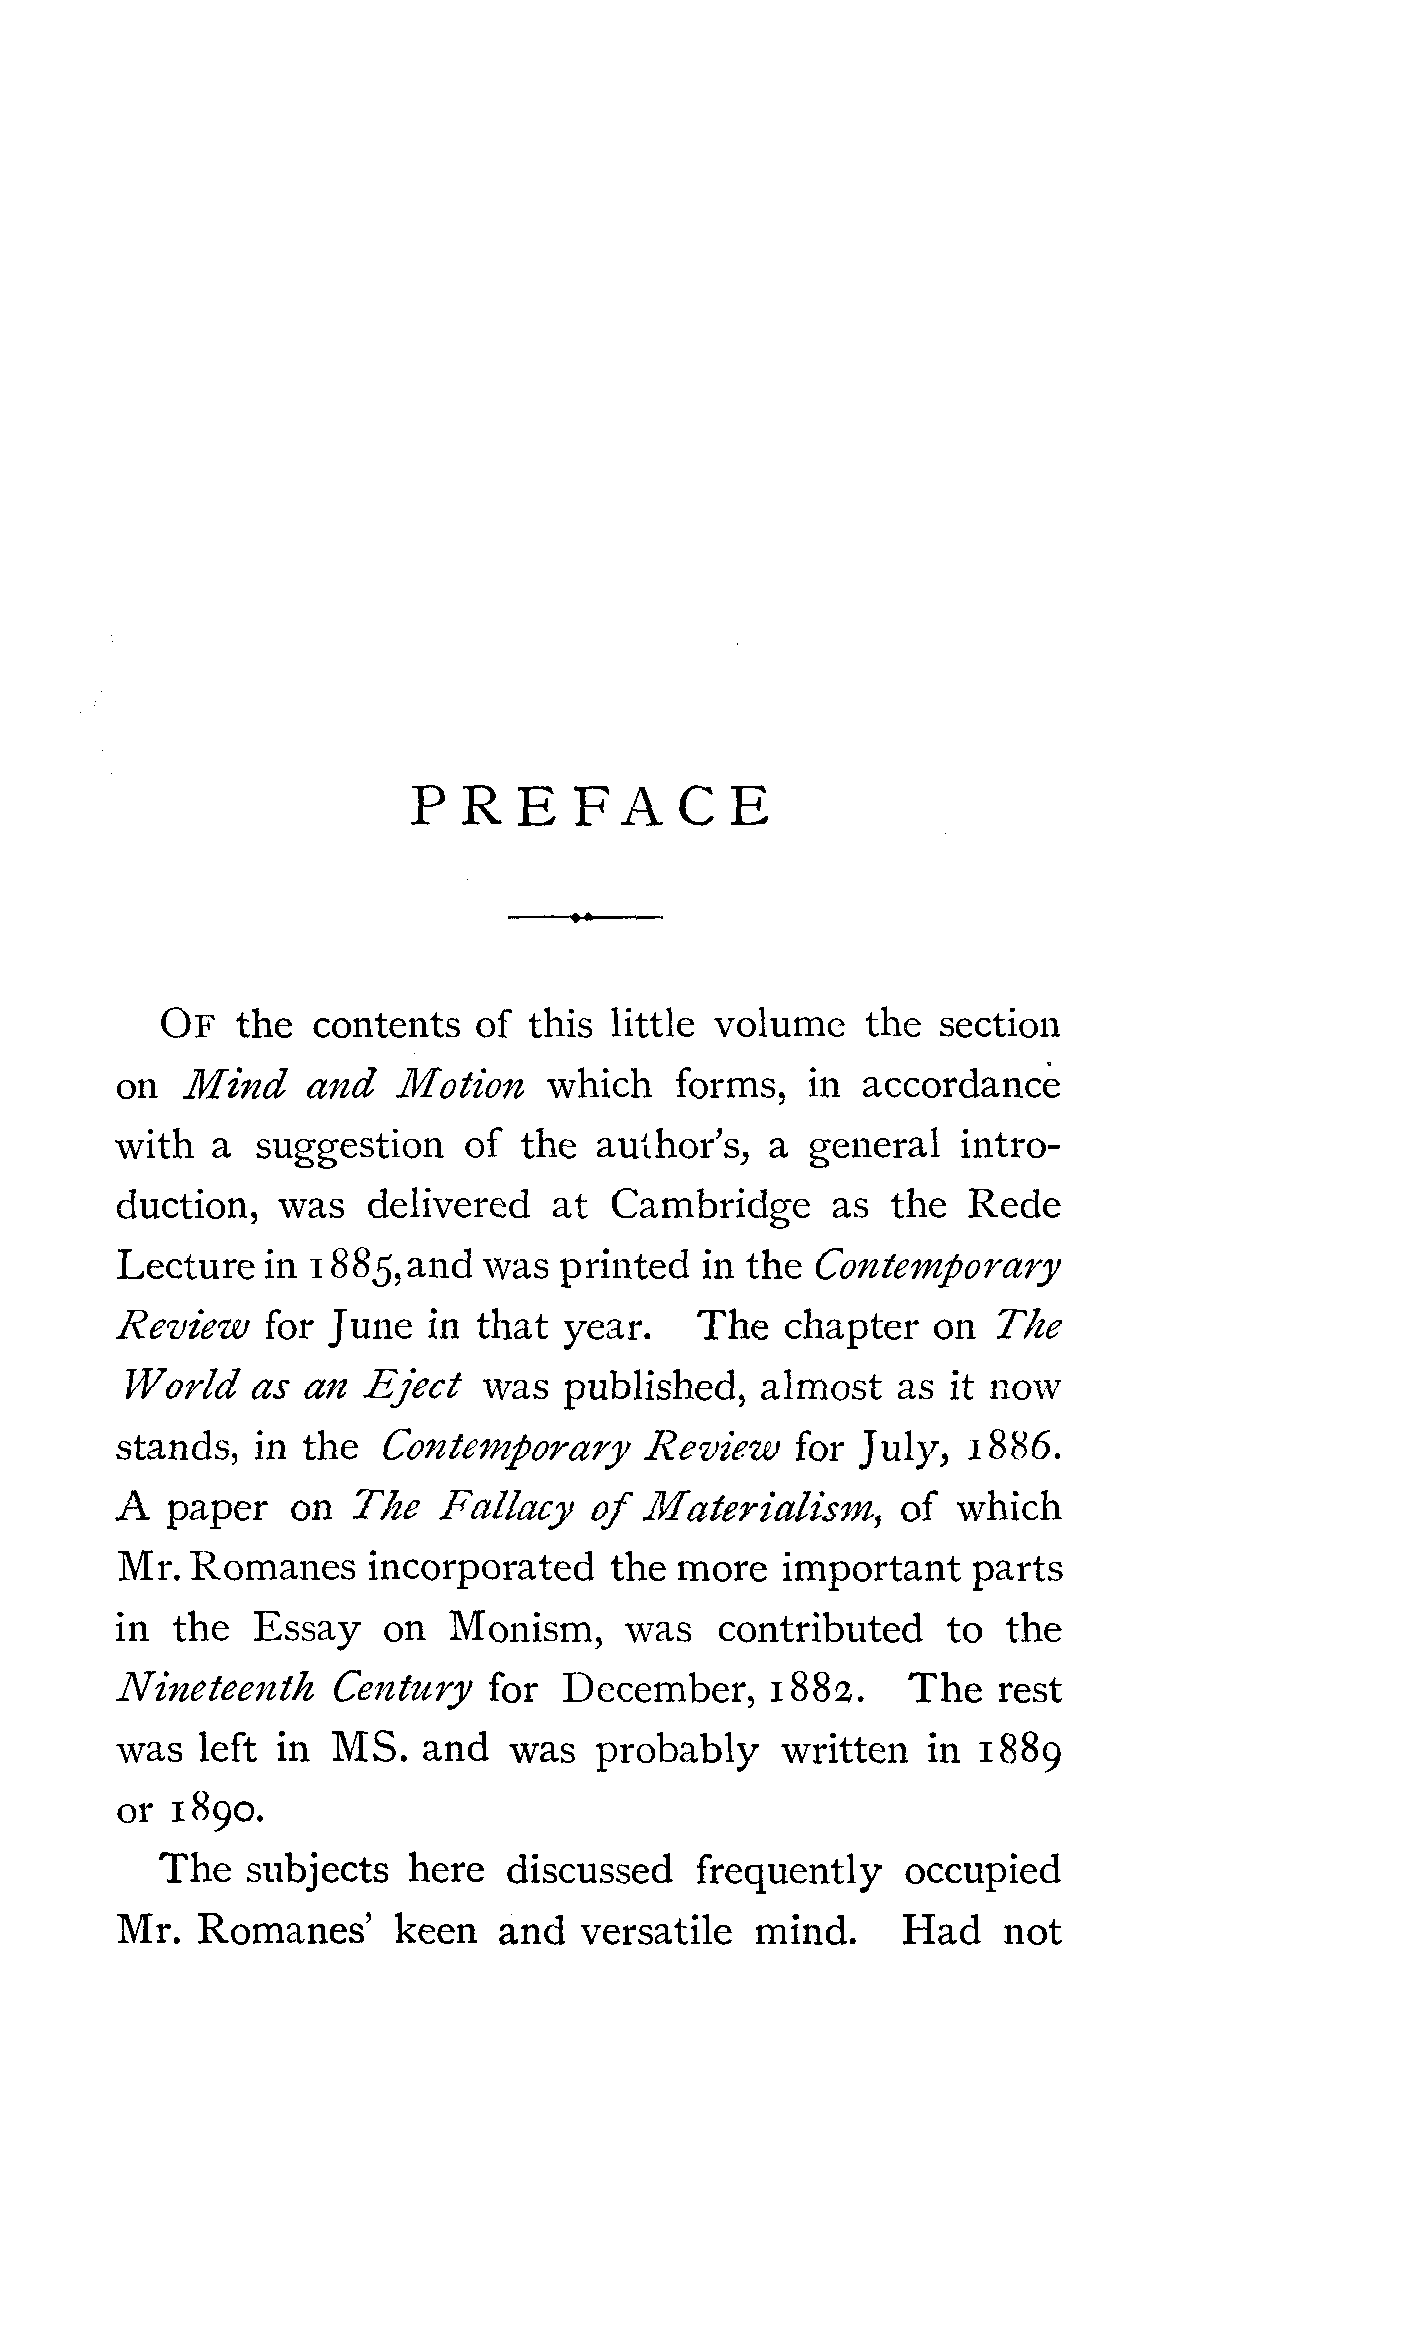 PREFACE
OF the contents of this little volume the section
on Mind and Motion which forms, in accordance
with a suggestion of the author's, a general intro-
duction, was delivered at Cambridge as the Rede
Lecture in 1885, and was printed in the Contemporary
Review for June in that year. The chapter on The
World as an Eject was published, almost as it now
stands, in the Contemporary Review for July, 1886.
A paper on The Fallacy of Materialism, of which
Mr. Romanes incorporated the more important parts
in the Essay on Monism, was contributed to the
Nineteenth Century for December, 1882. The rest
was left in MS. and was probably written in 1889
or 1890.
The subjects here discussed frequently occupied
Mr. Romanes' keen and versatile mind. Had not